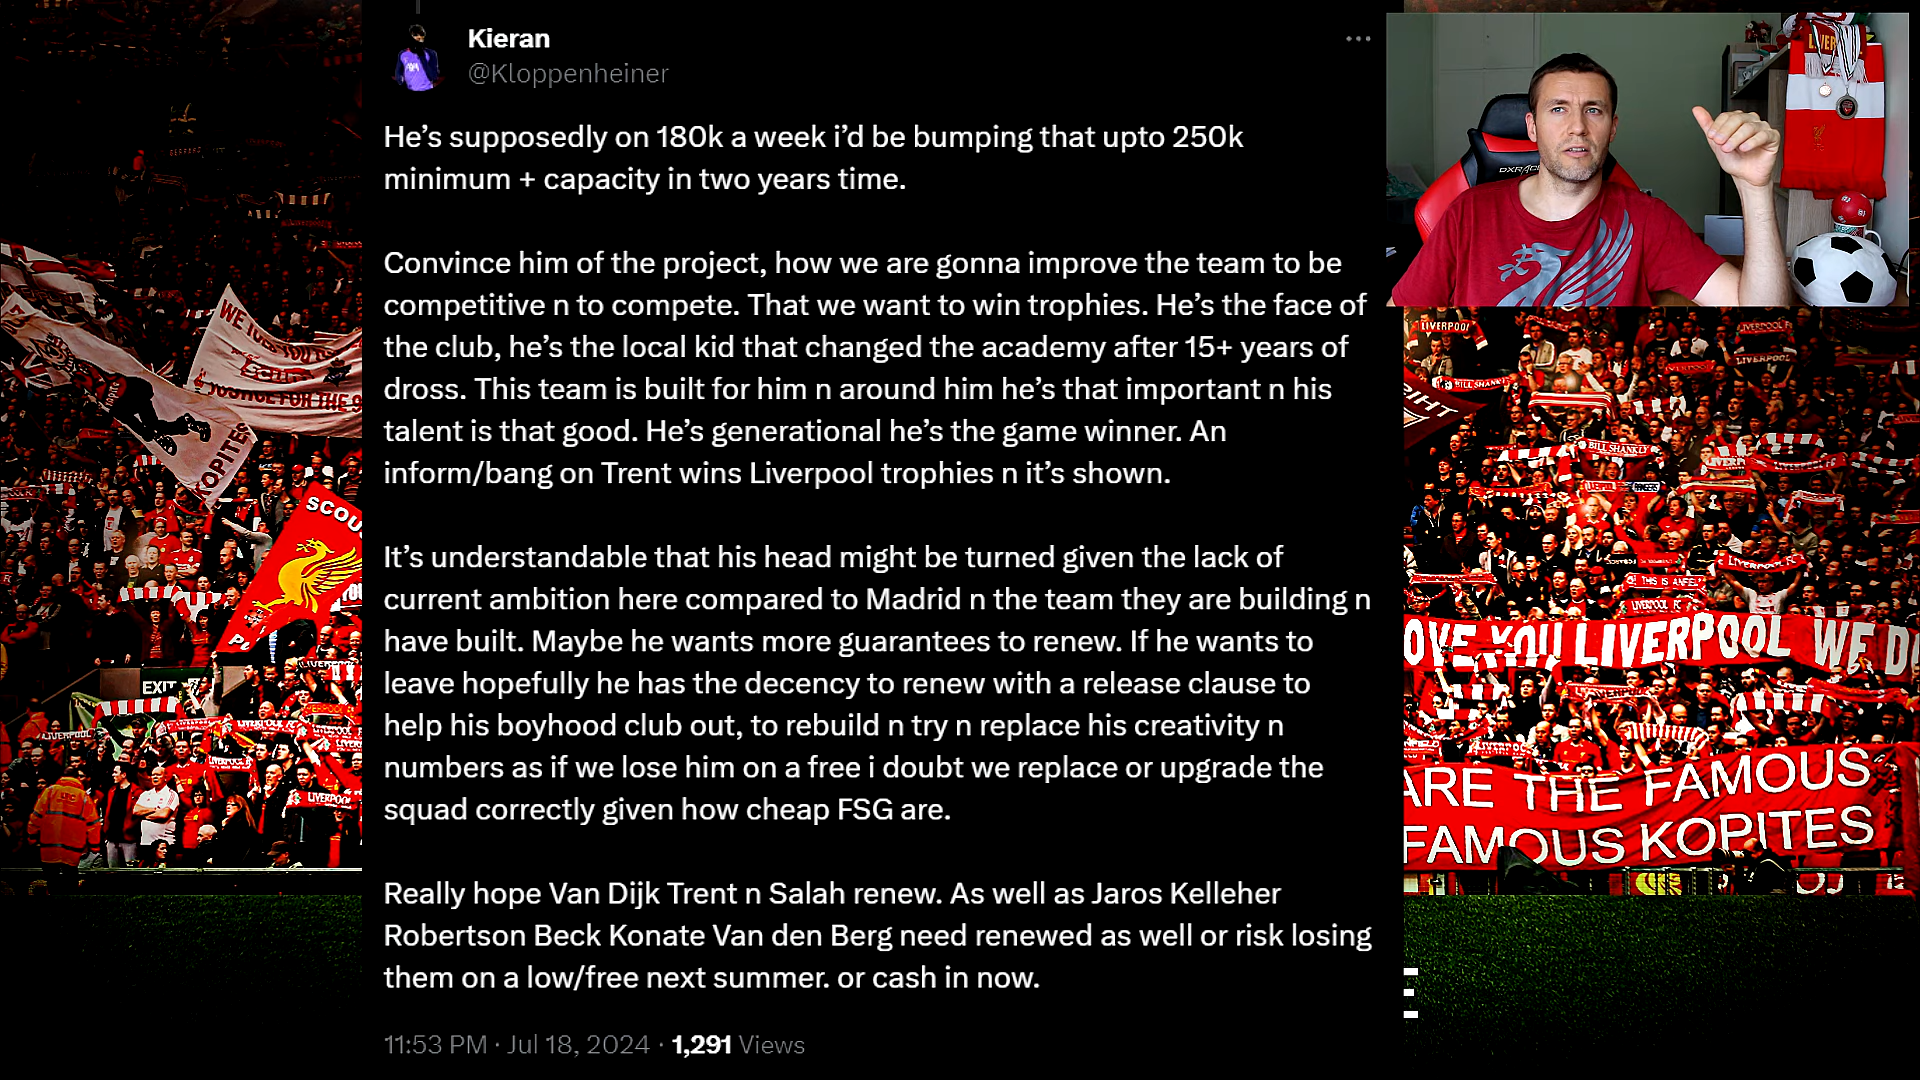 Kieran
@Kloppenheiner
He's supposedly on 180k a week i'd be bumping that upto 250k
minimum + capacity in two years time.
Convince him of the project, how we are gonna improve the team to be
competitive n to compete. That we want to win trophies. He's the face of
the club, he's the local kid that changed the academy after 15+ years of
dross. This team is built for him n around him he's that important n his
talent is that good. He's generational he's the game winner. An
inform/bang on Trent wins Liverpool trophies n it's shown.
It's understandable that his head might be turned given the lack of
current ambition here compared to Madrid n the team they are building n
have built. Maybe he wants more guarantees to renew. If he wants to
leave hopefully he has the decency to renew with a release clause to
help his boyhood club out, to rebuild n try n replace his creativity n
numbers as if we lose him on a free i doubt we replace or upgrade the
squad correctly given how cheap FSG are.
Really hope Van Dijk Trent n Salah renew. As well as Jaros Kelleher
Robertson Beck Konate Van den Berg need renewed as well or risk losing
them on a low/free next summer. or cash in now.
11:53 PM · Jul 18, 2024 · 1,291 Views
KOPITES
SCOU
EXIT
LIVERPOOL
BILL SHANKLY
THIS IS ANFIELD
OVE YOU LIVERPOOL WE D
ARE THE FAMOUS
FAMOUS KOPITES